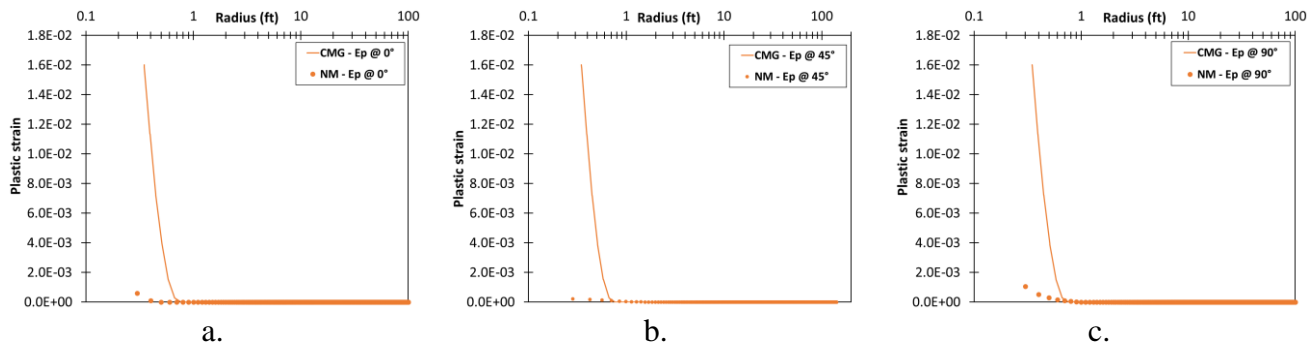 0.1 1 Radius (ft) 10 100
1.8E-02
1.6E-02
1.4E-02
1.2E-02
1.0E-02
8.0E-03
6.0E-03
4.0E-03
2.0E-03
0.0E+00
Plastic strain
CMG - Ep @ 0°
NM - Ep @ 0°
a.
0.1 1 Radius (ft) 10 100
1.8E-02
1.6E-02
1.4E-02
1.2E-02
1.0E-02
8.0E-03
6.0E-03
4.0E-03
2.0E-03
0.0E+00
Plastic strain
CMG - Ep @ 45°
NM - Ep @ 45°
b.
0.1 1 Radius (ft) 10 100
1.8E-02
1.6E-02
1.4E-02
1.2E-02
1.0E-02
8.0E-03
6.0E-03
4.0E-03
2.0E-03
0.0E+00
Plastic strain
CMG - Ep @ 90°
NM - Ep @ 90°
c.